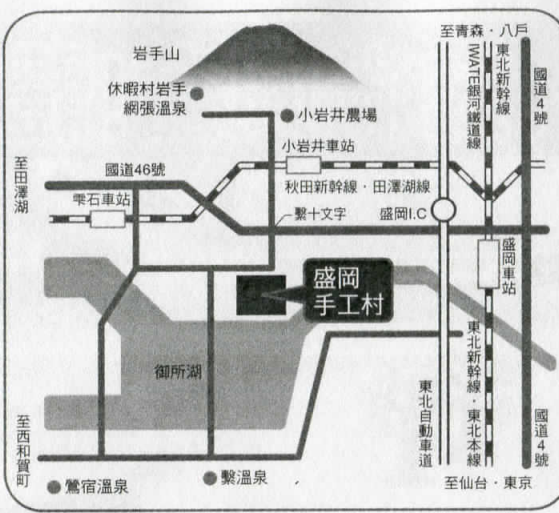 至青森・八戶
岩手山
休暇村岩手
網張溫泉
小岩井農場
IWATE銀河鐵道線
東北新幹線
國道4號
至田澤湖
國道46號
小岩井車站
秋田新幹線・田澤湖線
雫石車站
繫十文字
盛岡I.C
盛岡車站
盛岡
手工村
御所湖
東北自動車道
東北新幹線・東北本線
國道4號
至西和賀町
鶯宿溫泉
繫溫泉
至仙台・東京